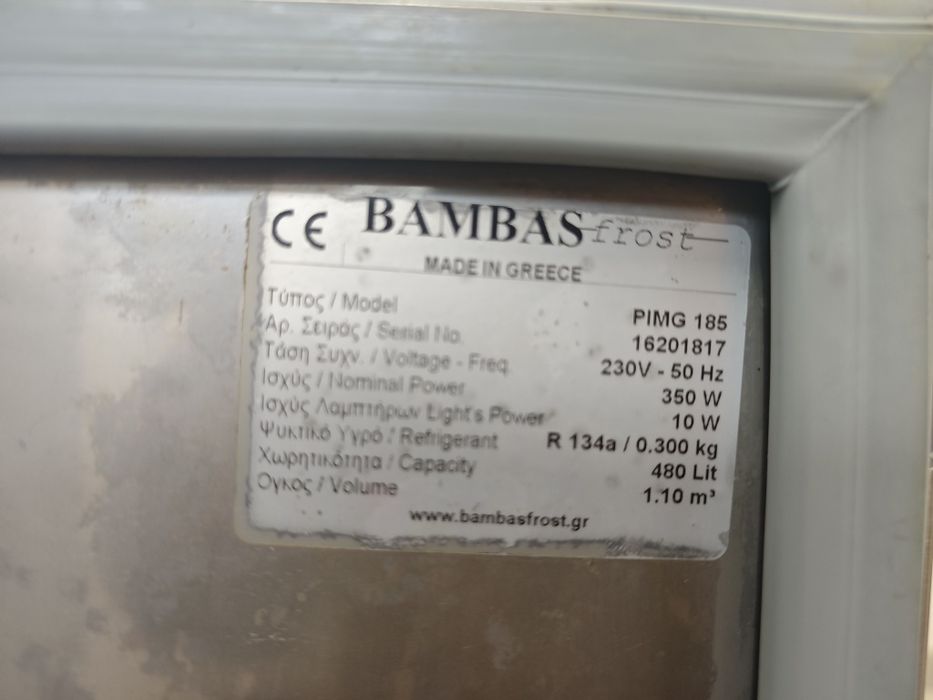 CE BAMBAS frost
MADE IN GREECE
Τύπος / Model PIMG 185
Αρ. Σειράς / Serial No. 16201817
Τάση Συχν. / Voltage - Freq. 230V - 50 Hz
Ισχύς / Nominal Power 350 W
Ισχύς Λαμπτήρων Light's Power 10 W
Ψυκτικό Υγρό / Refrigerant R 134a / 0.300 kg
Χωρητικότητα / Capacity 480 Lit
Ογκος / Volume 1.10 m³
www.bambasfrost.gr